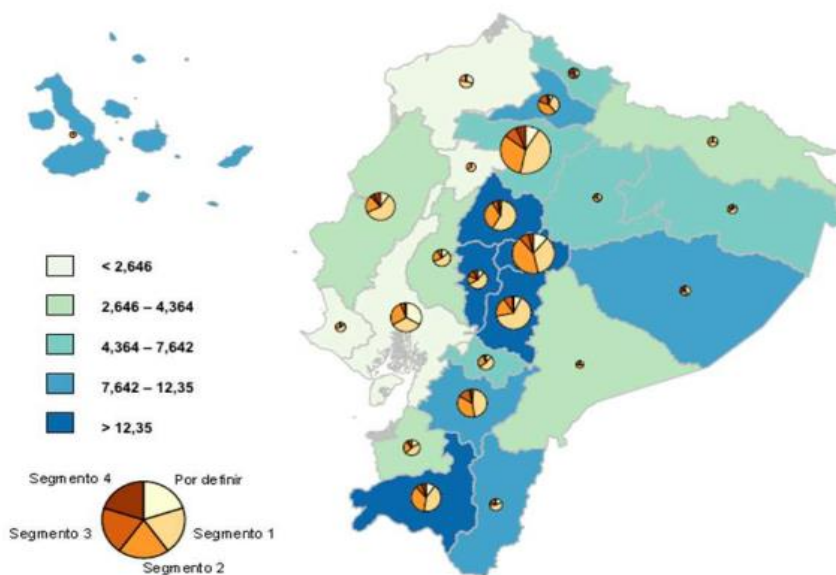 < 2,646
2,646 – 4,364
4,364 – 7,642
7,642 – 12,35
> 12,35
Segmento 4
Por definir
Segmento 3
Segmento 1
Segmento 2